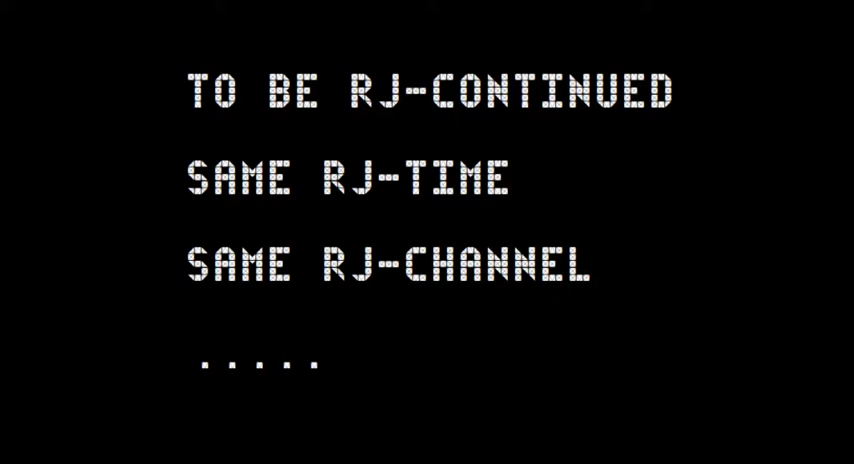 TO BE RJ-CONTINUED
SAME RJ-TIME
SAME RJ-CHANNEL
.....